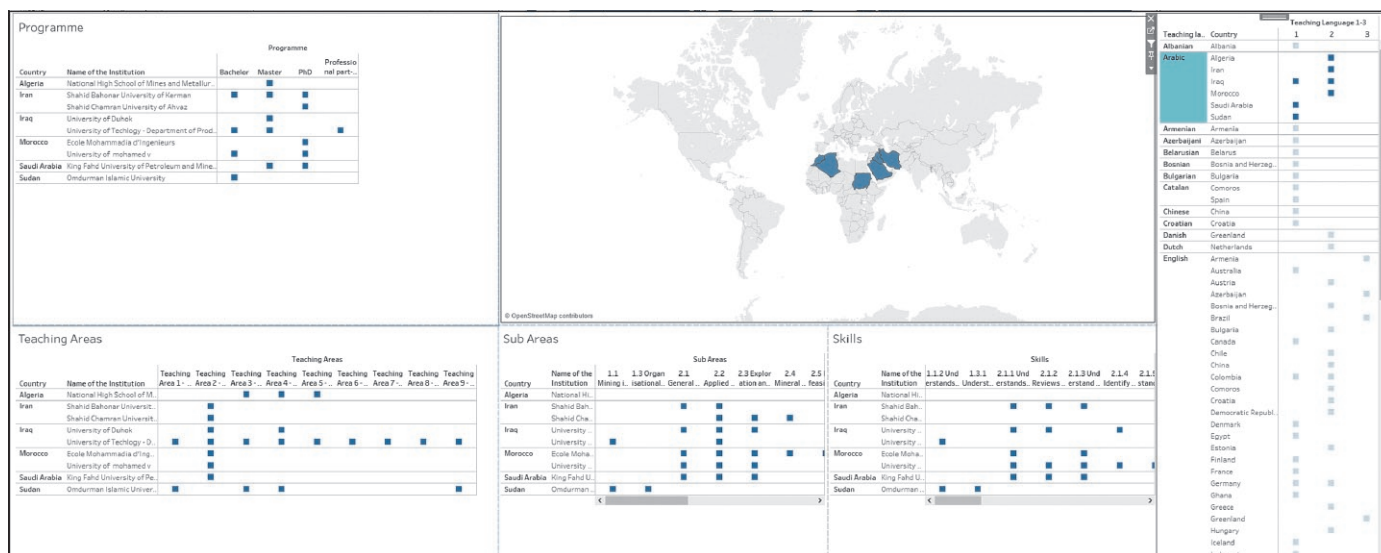 Programme
Programme
Country Name of the Institution Bachelor Master PhD Professio nal part-..
Algeria National High School of Mines and Metallur..
Iran Shahid Bahonar University of Kerman
Shahid Chamran University of Ahvaz
Iraq University of Duhok
University of Techlogy - Department of Prod..
Morocco Ecole Mohammadia d'Ingenieurs
University of mohamed v
Saudi Arabia King Fahd University of Petroleum and Mine..
Sudan Omdurman Islamic University
© OpenStreetMap contributors
Teaching Language 1-3
Teaching la.. Country 1 2 3
Albanian Albania
Arabic Algeria
Iran
Iraq
Morocco
Saudi Arabia
Sudan
Armenian Armenia
Azerbaijani Azerbaijan
Belarusian Belarus
Bosnian Bosnia and Herzeg..
Bulgarian Bulgaria
Catalan Comoros
Spain
Chinese China
Croatian Croatia
Danish Greenland
Dutch Netherlands
English Armenia
Australia
Austria
Azerbaijan
Bosnia and Herzeg..
Brazil
Bulgaria
Canada
Chile
China
Colombia
Comoros
Croatia
Democratic Republ..
Denmark
Egypt
Estonia
Finland
France
Germany
Ghana
Greece
Greenland
Hungary
Iceland
Teaching Areas
Teaching Areas
Teaching Teaching Teaching Teaching Teaching Teaching Teaching Teaching Teaching
Country Name of the Institution Area 1 -.. Area 2 -.. Area 3 -.. Area 4 -.. Area 5 -.. Area 6 -.. Area 7 -.. Area 8 -.. Area 9 -..
Algeria National High School of M..
Iran Shahid Bahonar Universit..
Shahid Chamran Universit..
Iraq University of Duhok
University of Techlogy - D..
Morocco Ecole Mohammadia d'Ing..
University of mohamed v
Saudi Arabia King Fahd University of Pe..
Sudan Omdurman Islamic Univer..
Sub Areas
Sub Areas
Name of the 1.1 1.3 Organ 2.1 2.2 2.3 Explor 2.4 2.5
Country Institution Mining i.. isational.. General .. Applied .. ation an.. Mineral .. feasi
Algeria National Hi..
Iran Shahid Bah..
Shahid Cha..
Iraq University ..
University ..
Morocco Ecole Moha..
University ..
Saudi Arabia King Fahd U..
Sudan Omdurman ..
Skills
Skills
Name of the 1.1.2 Und 1.3.1 2.1.1 Und 2.1.2 2.1.3 Und 2.1.4
Country Institution erstands.. Underst.. erstands.. Reviews .. erstand .. Identify .. stan
Algeria National Hi..
Iran Shahid Bah..
Shahid Cha..
Iraq University ..
University ..
Morocco Ecole Moha..
University ..
Saudi Arabia King Fahd U..
Sudan Omdurman ..